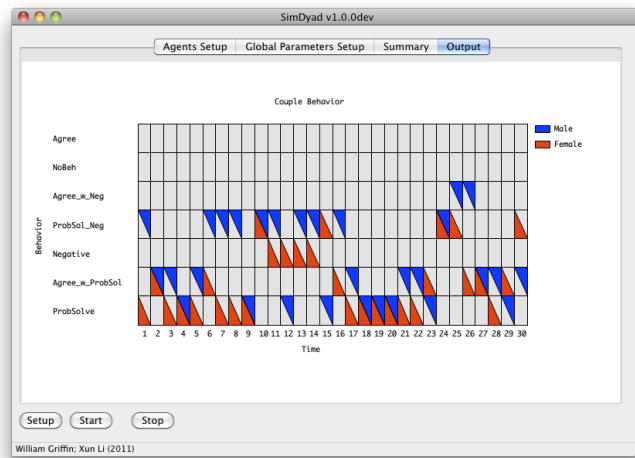 SimDyad v1.0.0dev
Agents Setup Global Parameters Setup Summary Output
Couple Behavior
Male
Female
Agree
NoBeh
Agree_w_Neg
ProbSol_Neg
Negative
Agree_w_ProbSol
ProbSolve
Behavior
1 2 3 4 5 6 7 8 9 10 11 12 13 14 15 16 17 18 19 20 21 22 23 24 25 26 27 28 29 30
Time
Setup Start Stop
William Griffin; Xun Li (2011)